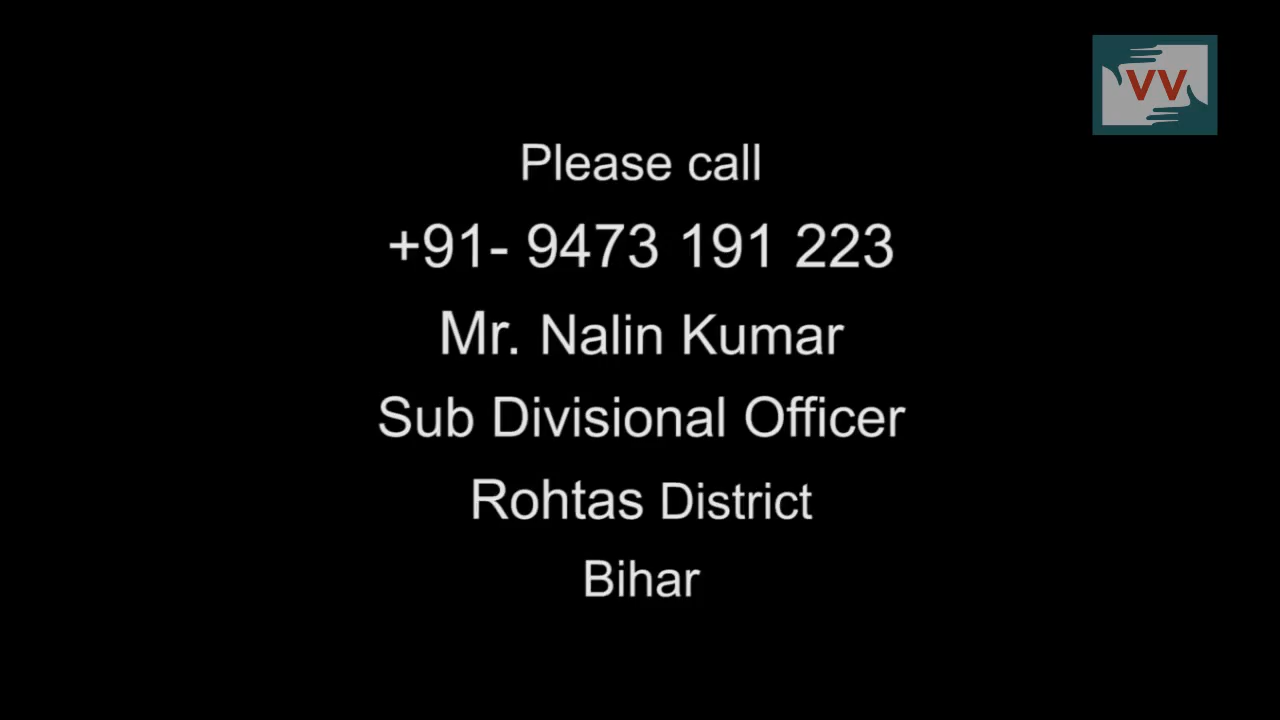 VV
Please call
+91- 9473 191 223
Mr. Nalin Kumar
Sub Divisional Officer
Rohtas District
Bihar